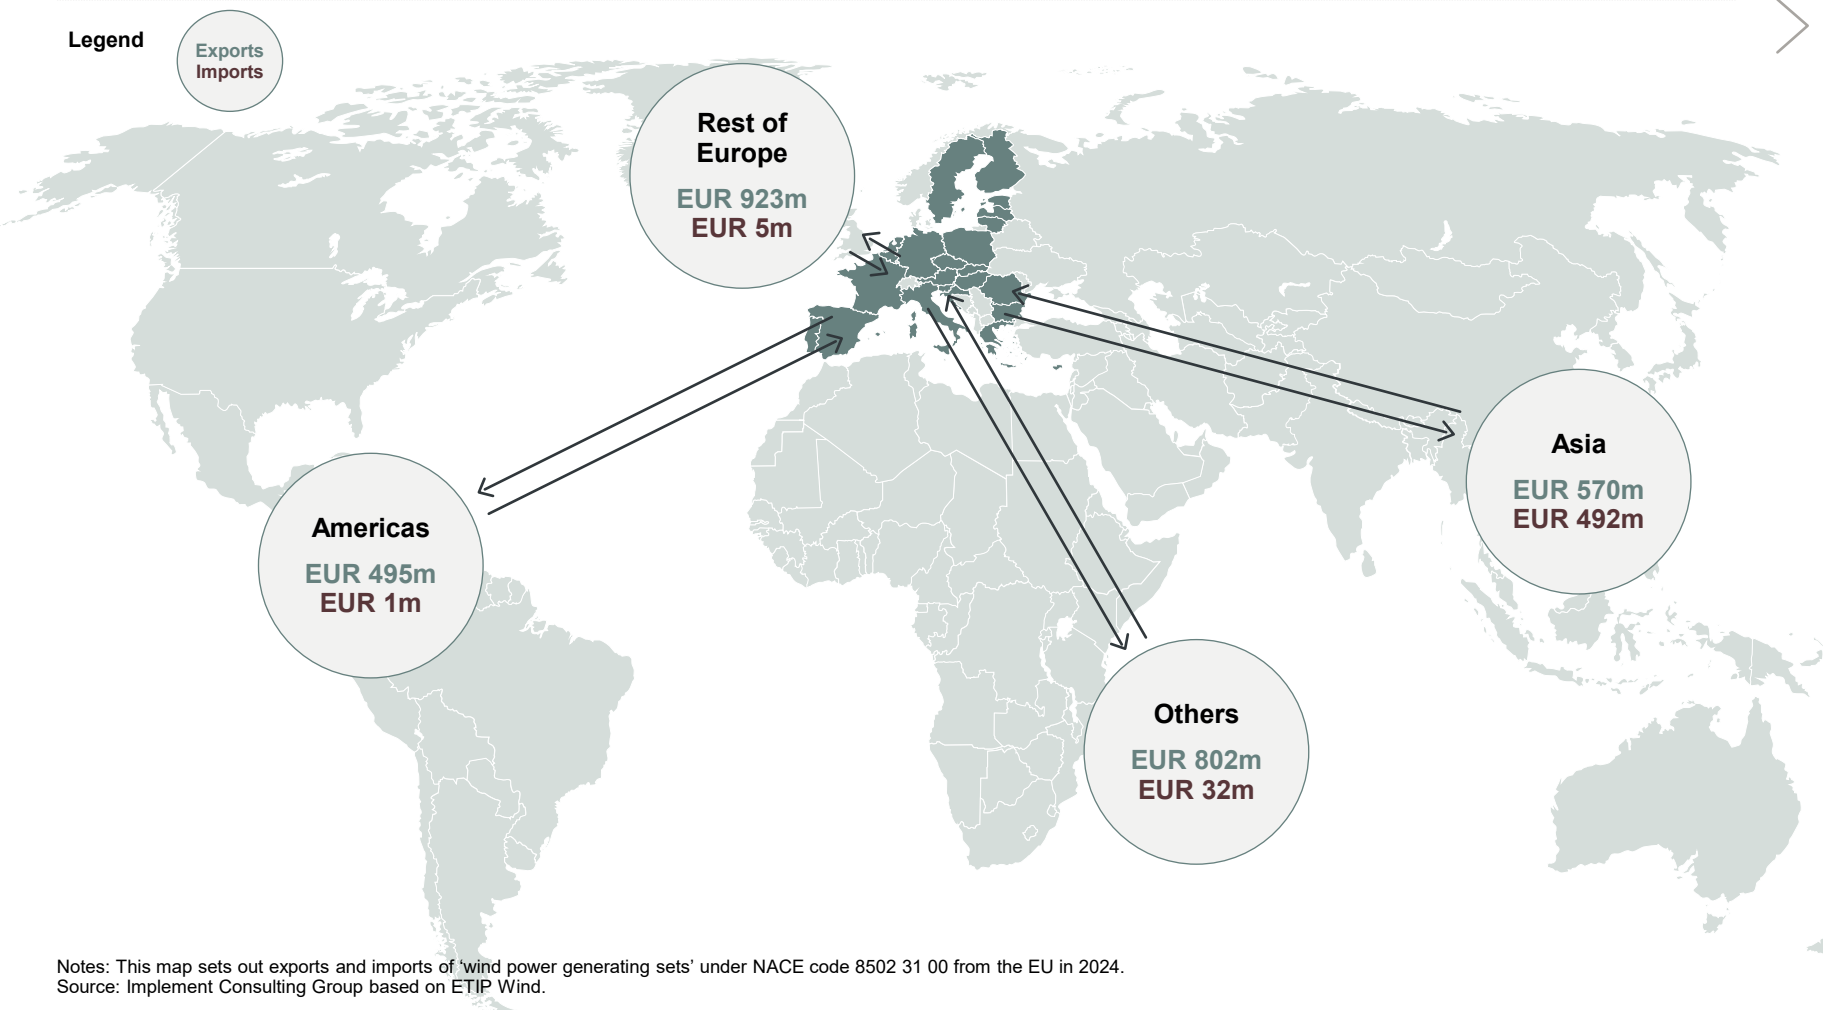 Legend
Exports
Imports
Rest of
Europe
EUR 923m
EUR 5m
Asia
EUR 570m
EUR 492m
Americas
EUR 495m
EUR 1m
Others
EUR 802m
EUR 32m
Notes: This map sets out exports and imports of ‘wind power generating sets’ under NACE code 8502 31 00 from the EU in 2024.
Source: Implement Consulting Group based on ETIP Wind.